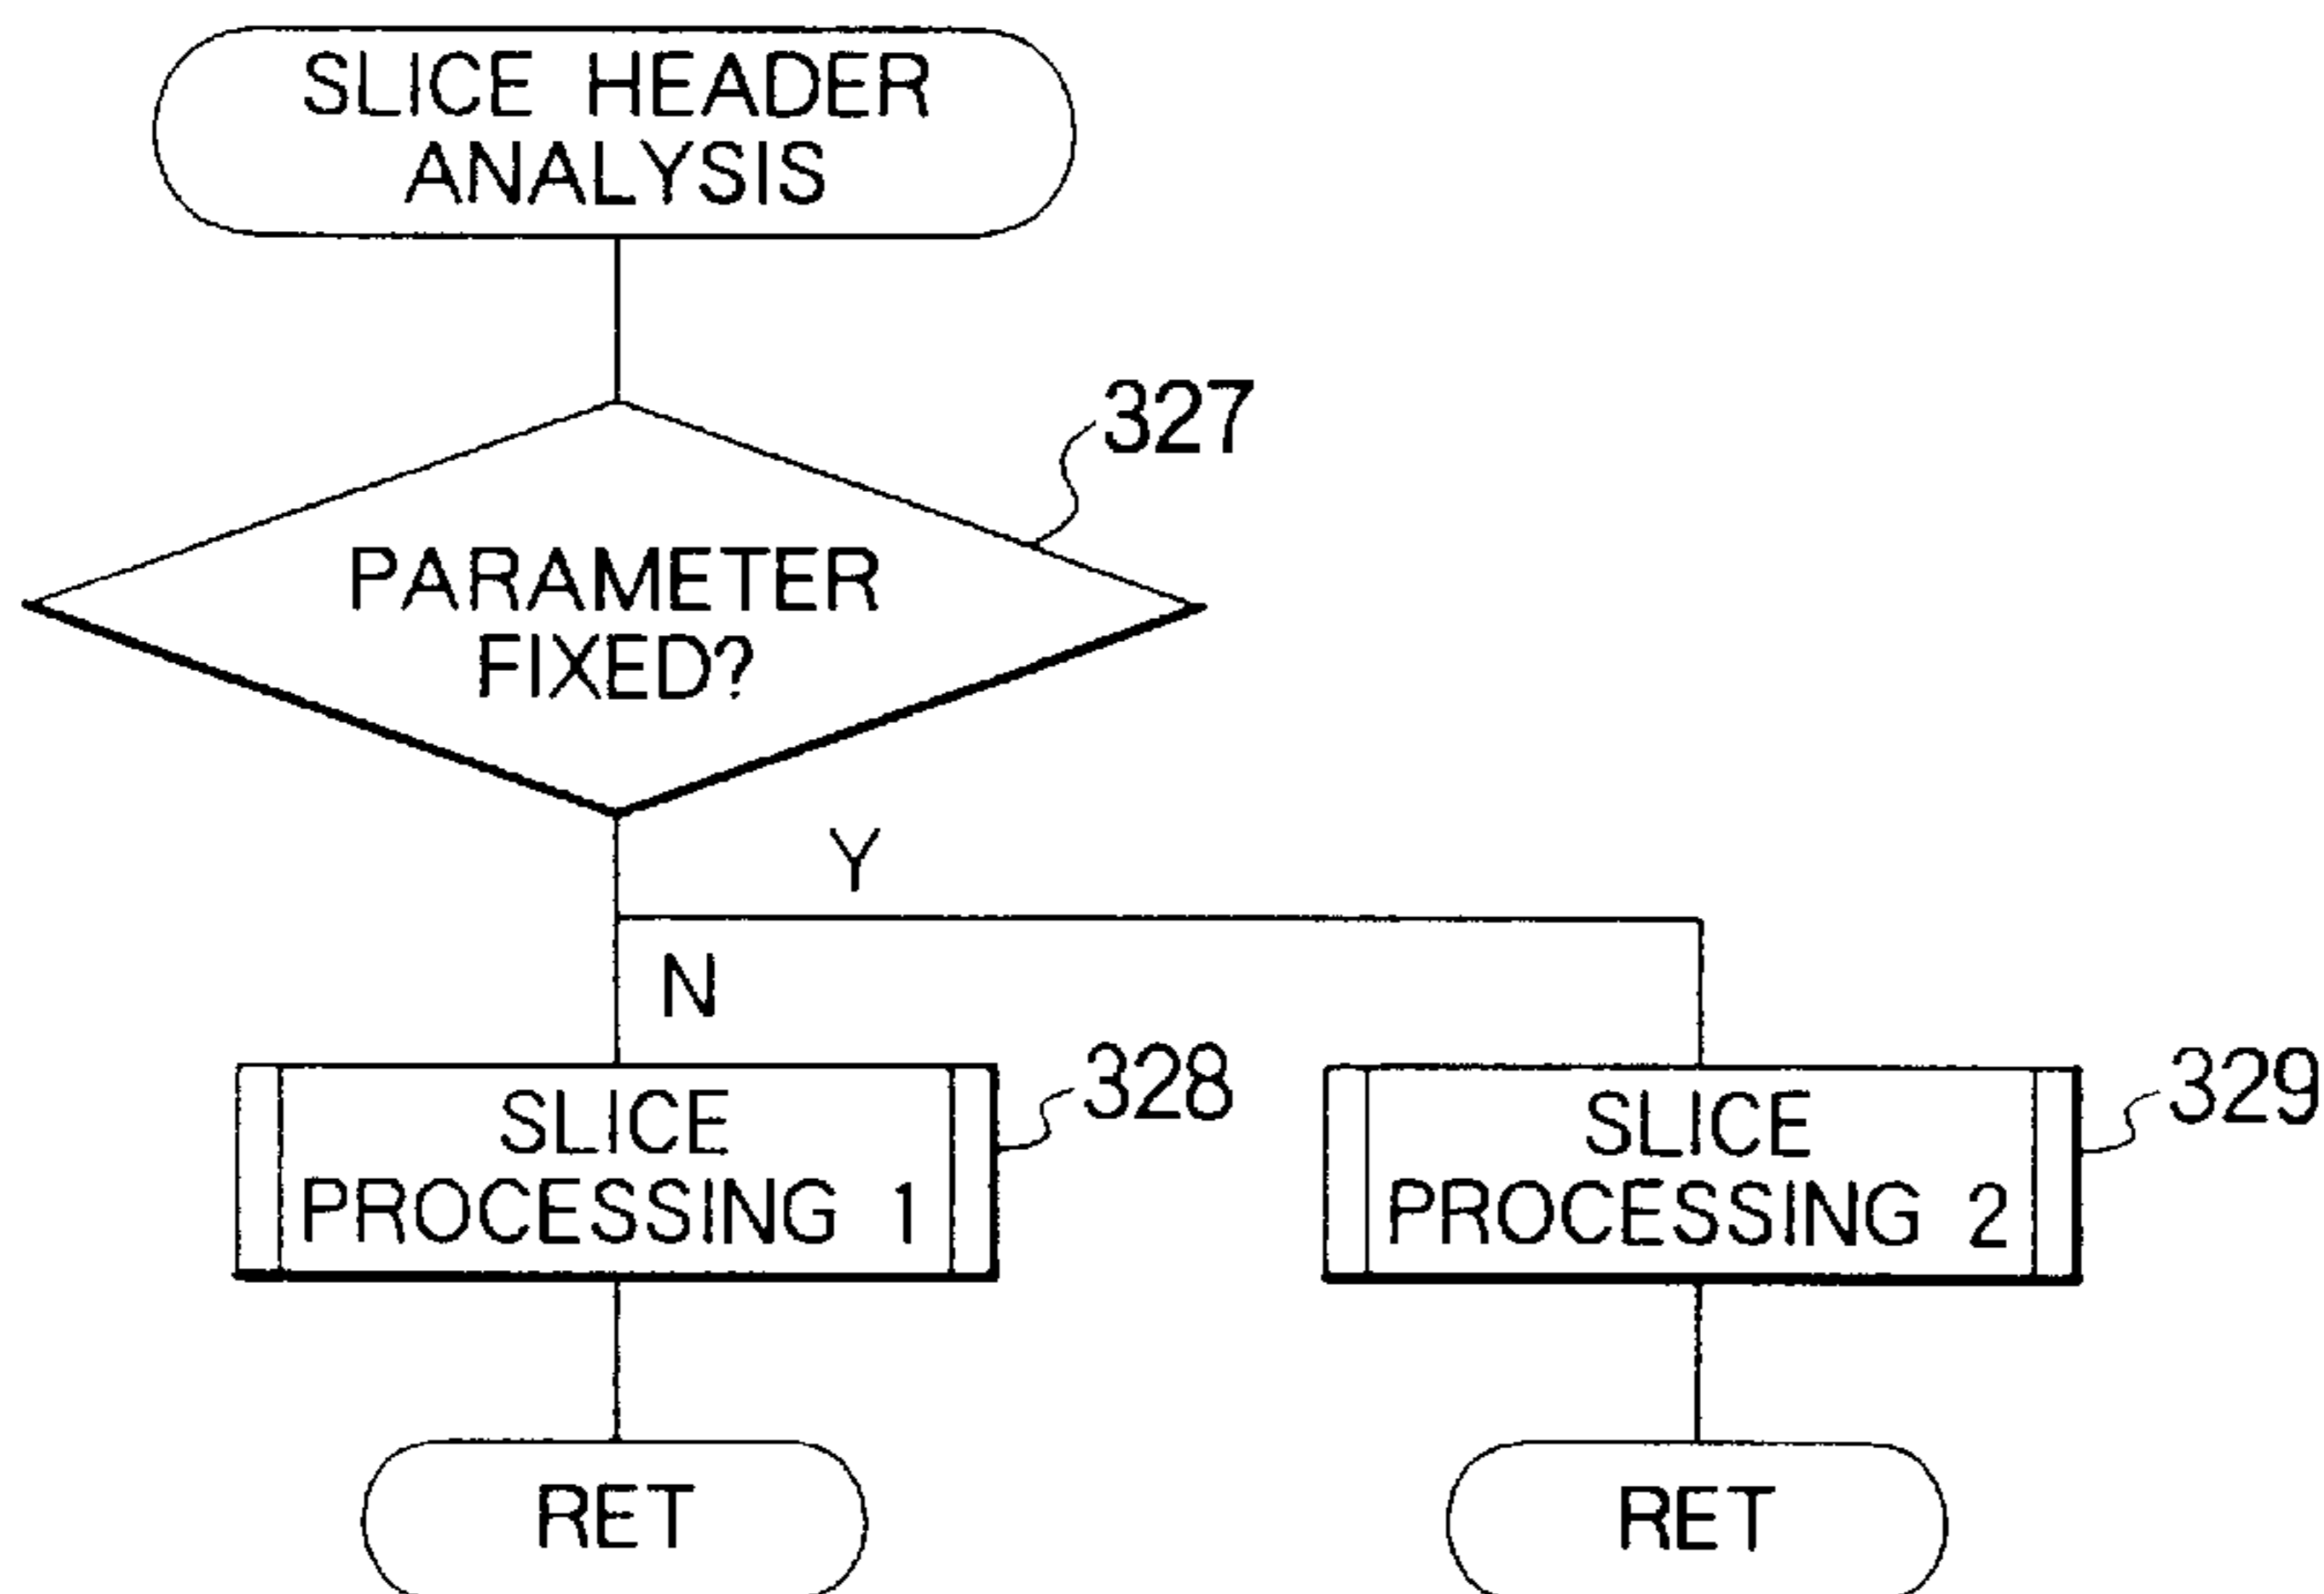 SLICE HEADER
ANALYSIS
327
PARAMETER
FIXED?
Y
N
328
SLICE
PROCESSING 1
329
SLICE
PROCESSING 2
RET
RET